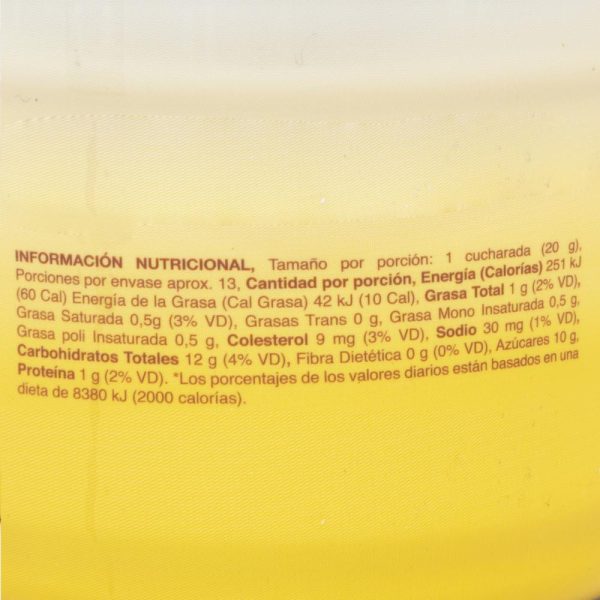 INFORMACIÓN NUTRICIONAL, Tamaño por porción: 1 cucharada (20 g),
Porciones por envase aprox. 13, Cantidad por porción, Energía (Calorías) 251 kJ
(60 Cal) Energía de la Grasa (Cal Grasa) 42 kJ (10 Cal), Grasa Total 1 g (2% VD),
Grasa Saturada 0,5g (3% VD), Grasas Trans 0 g, Grasa Mono Insaturada 0,5 g,
Grasa poli Insaturada 0,5 g, Colesterol 9 mg (3% VD), Sodio 30 mg (1% VD),
Carbohidratos Totales 12 g (4% VD), Fibra Dietética 0 g (0% VD), Azúcares 10 g,
Proteína 1 g (2% VD). *Los porcentajes de los valores diarios están basados en una
dieta de 8380 kJ (2000 calorías).